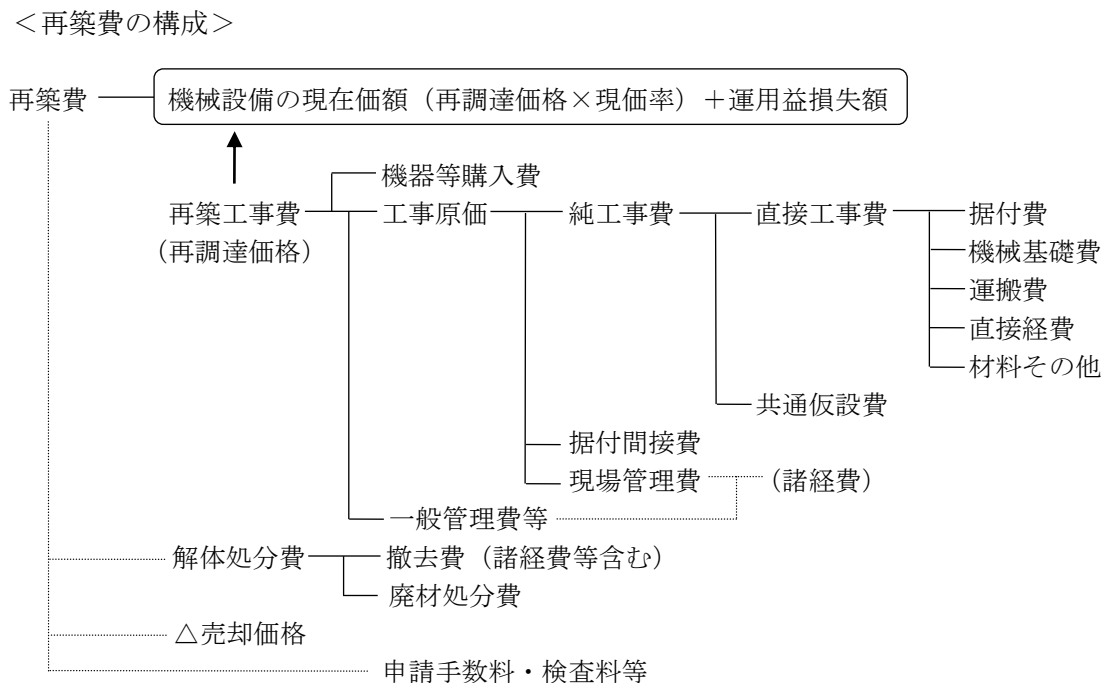 ＜再築費の構成＞
再築費 機械設備の現在価額（再調達価格×現価率）＋運用益損失額
機器等購入費
再築工事費 工事原価 純工事費 直接工事費 据付費
（再調達価格） 機械基礎費
運搬費
直接経費
材料その他
共通仮設費
据付間接費
現場管理費 （諸経費）
一般管理費等
解体処分費 撤去費（諸経費等含む）
廃材処分費
△売却価格
申請手数料・検査料等